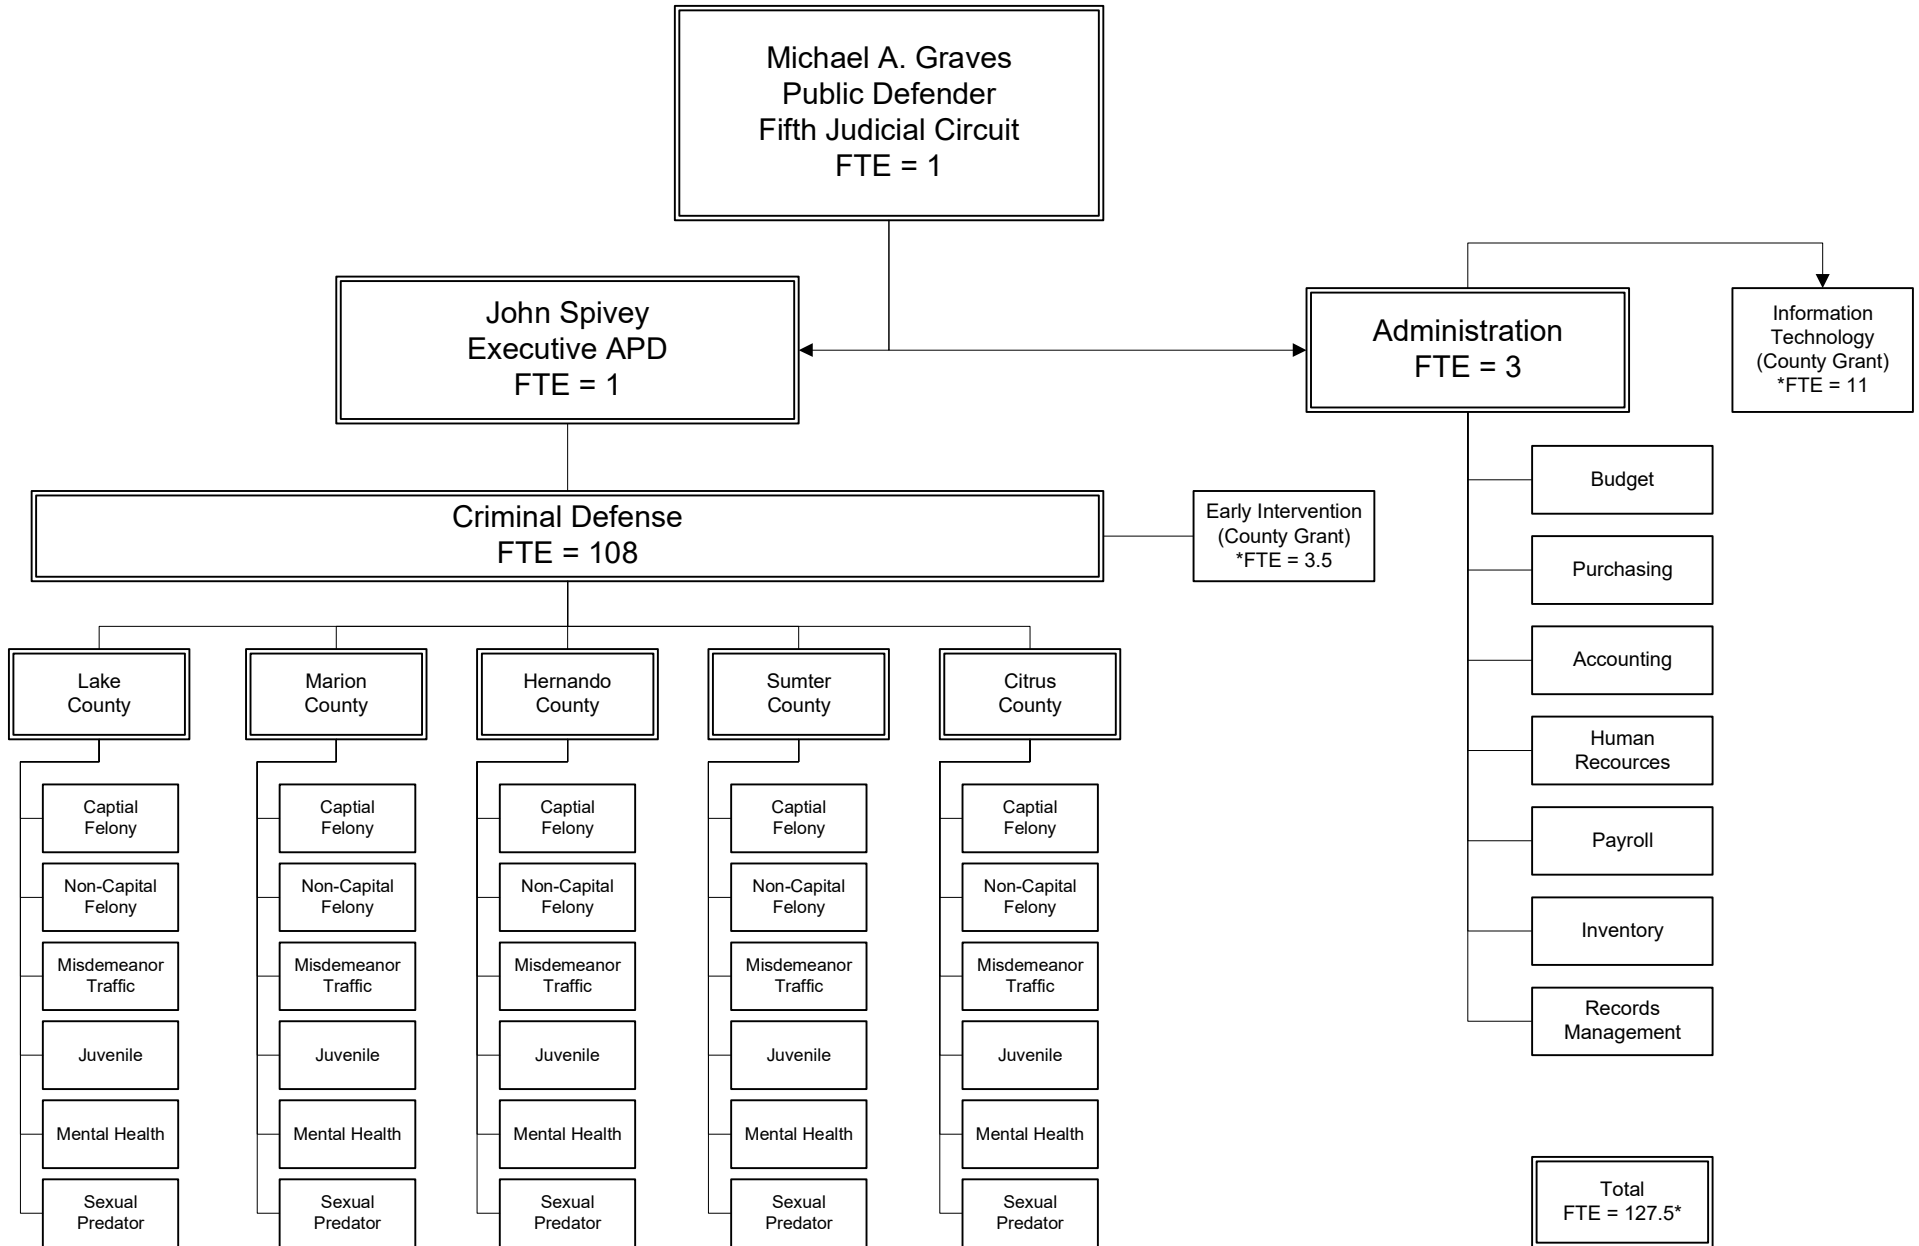 Michael A. Graves
Public Defender
Fifth Judicial Circuit
FTE = 1
John Spivey
Executive APD
FTE = 1
Administration
FTE = 3
Information
Technology
(County Grant)
*FTE = 11
Criminal Defense
FTE = 108
Early Intervention
(County Grant)
*FTE = 3.5
Lake
County
Captial
Felony
Non-Capital
Felony
Misdemeanor
Traffic
Juvenile
Mental Health
Sexual
Predator
Marion
County
Captial
Felony
Non-Capital
Felony
Misdemeanor
Traffic
Juvenile
Mental Health
Sexual
Predator
Hernando
County
Captial
Felony
Non-Capital
Felony
Misdemeanor
Traffic
Juvenile
Mental Health
Sexual
Predator
Sumter
County
Captial
Felony
Non-Capital
Felony
Misdemeanor
Traffic
Juvenile
Mental Health
Sexual
Predator
Citrus
County
Captial
Felony
Non-Capital
Felony
Misdemeanor
Traffic
Juvenile
Mental Health
Sexual
Predator
Budget
Purchasing
Accounting
Human
Recources
Payroll
Inventory
Records
Management
Total
FTE = 127.5*